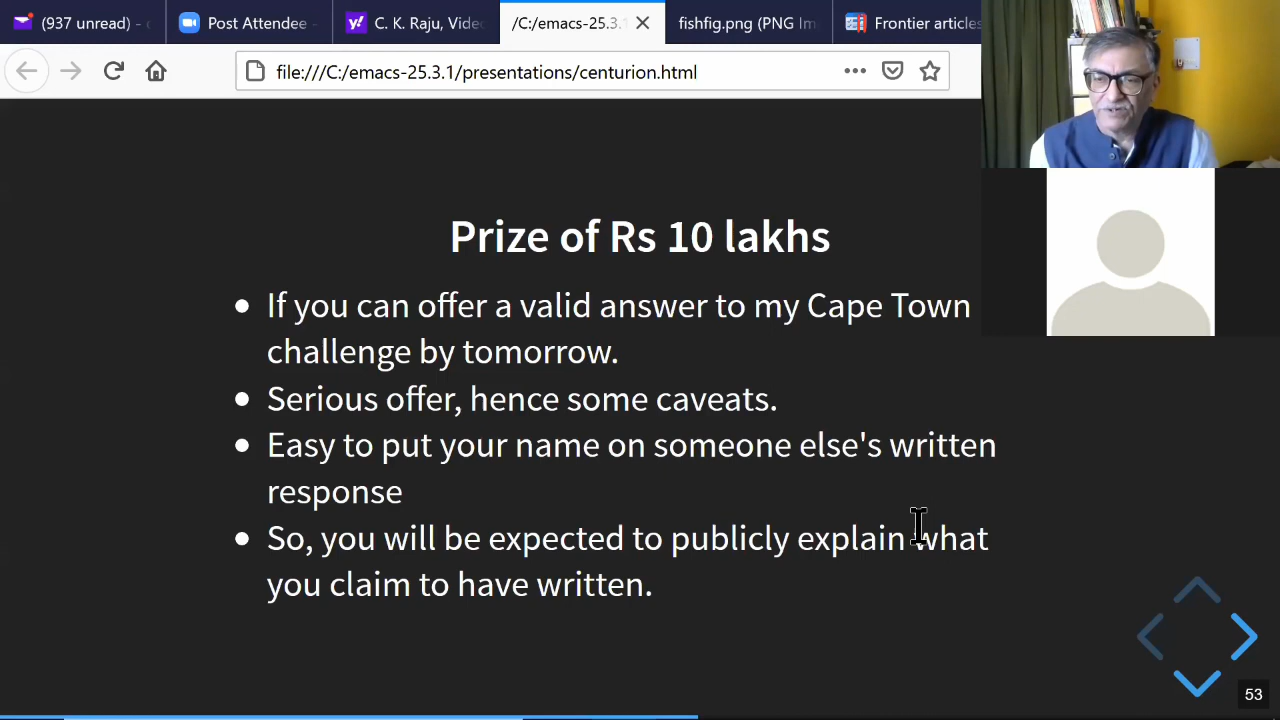 (937 unread) - c
Post Attendee -
C. K. Raju, Video
/C:/emacs-25.3.1
fishfig.png (PNG Im
Frontier articles
file:///C:/emacs-25.3.1/presentations/centurion.html
Prize of Rs 10 lakhs
If you can offer a valid answer to my Cape Town
challenge by tomorrow.
Serious offer, hence some caveats.
Easy to put your name on someone else's written
response
So, you will be expected to publicly explain what
you claim to have written.
53